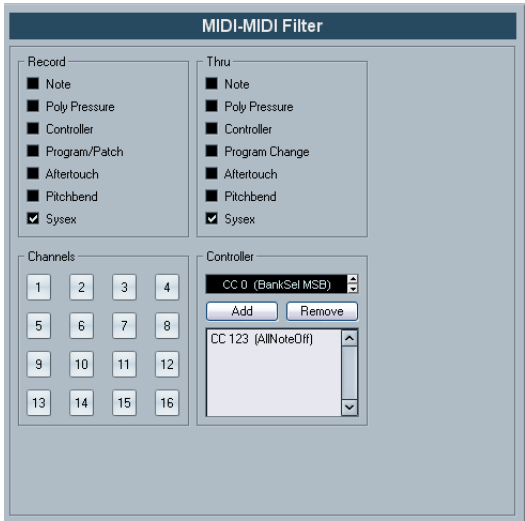 MIDI-MIDI Filter
Record
Note
Poly Pressure
Controller
Program/Patch
Aftertouch
Pitchbend
Sysex
Thru
Note
Poly Pressure
Controller
Program Change
Aftertouch
Pitchbend
Sysex
Channels
1 2 3 4
5 6 7 8
9 10 11 12
13 14 15 16
Controller
CC 0 (BankSel MSB)
Add Remove
CC 123 (AllNoteOff)